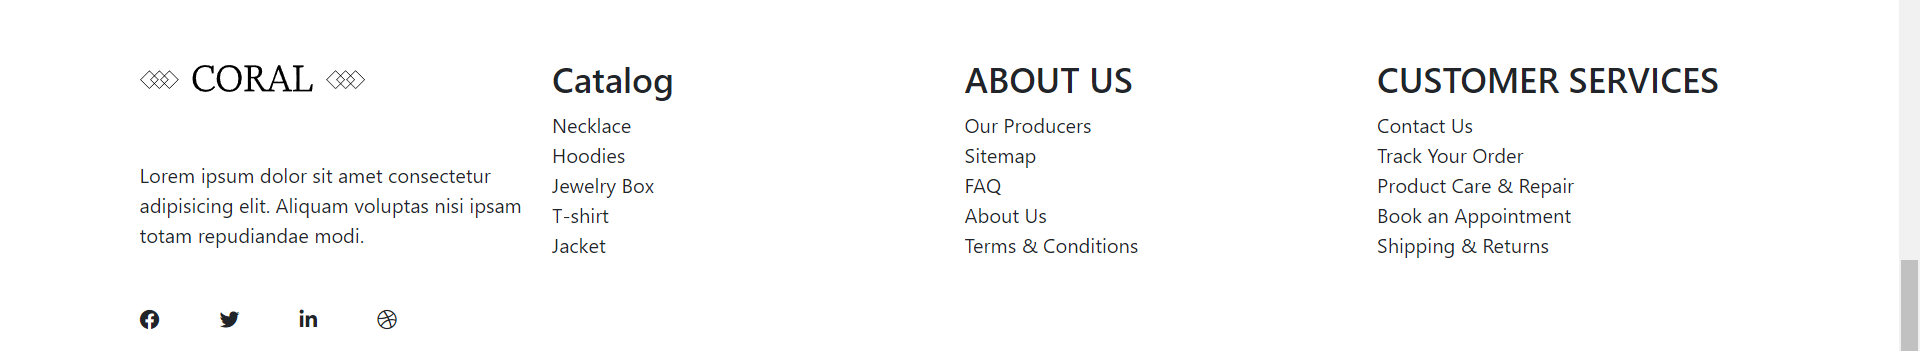 CORAL
Lorem ipsum dolor sit amet consectetur
adipisicing elit. Aliquam voluptas nisi ipsam
totam repudiandae modi.
Catalog
Necklace
Hoodies
Jewelry Box
T-shirt
Jacket
ABOUT US
Our Producers
Sitemap
FAQ
About Us
Terms & Conditions
CUSTOMER SERVICES
Contact Us
Track Your Order
Product Care & Repair
Book an Appointment
Shipping & Returns